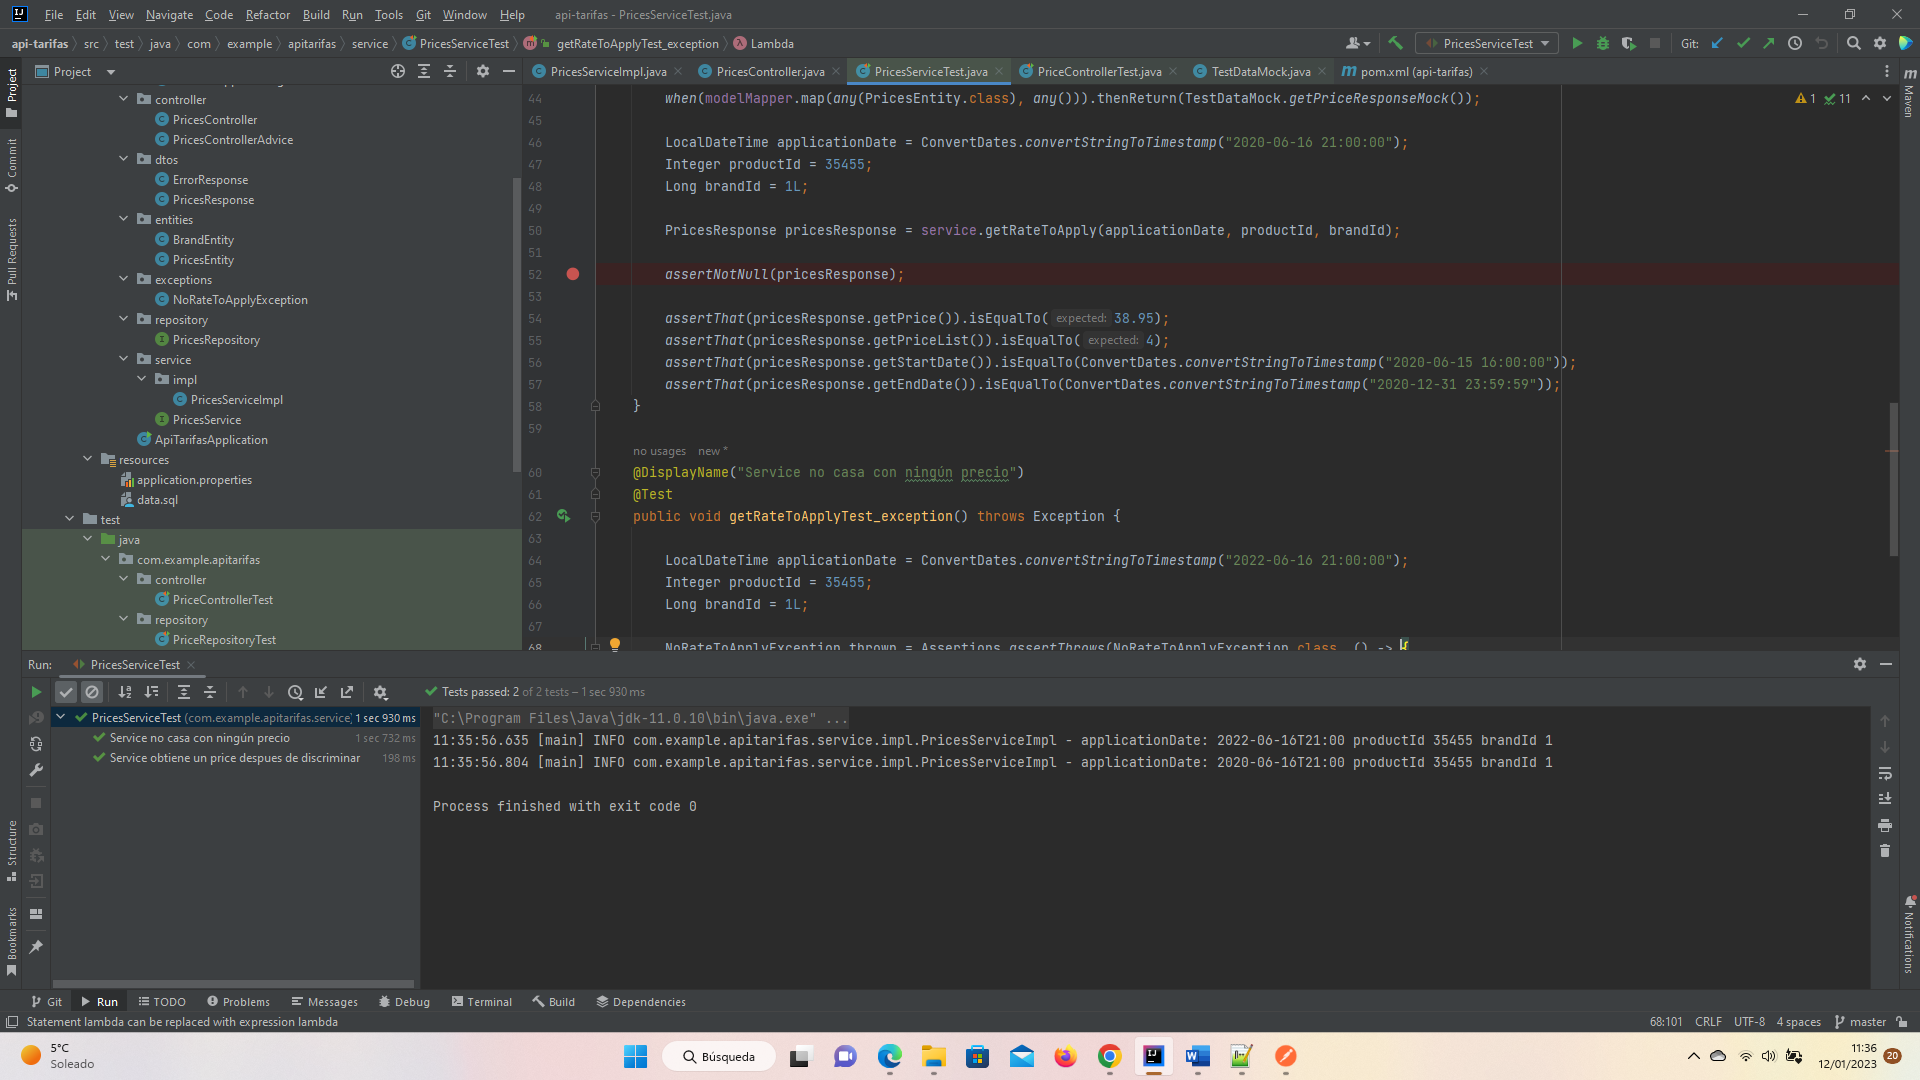 File Edit View Navigate Code Refactor Build Run Tools Git Window Help api-tarifas - PricesServiceTest.java
api-tarifas src test java com example apitarifas service PricesServiceTest getRateToApplyTest_exception Lambda
PricesServiceTest Git:
Project
PricesServiceImpl.java PricesController.java PricesServiceTest.java PriceControllerTest.java TestDataMock.java pom.xml (api-tarifas)
Project
Commit
Pull Requests
Structure
Bookmarks
controller
PricesController
PricesControllerAdvice
dtos
ErrorResponse
PricesResponse
entities
BrandEntity
PricesEntity
exceptions
NoRateToApplyException
repository
PricesRepository
service
impl
PricesServiceImpl
PricesService
ApiTarifasApplication
resources
application.properties
data.sql
test
java
com.example.apitarifas
controller
PriceControllerTest
repository
PriceRepositoryTest
44 when(modelMapper.map(any(PricesEntity.class), any())).thenReturn(TestDataMock.getPriceResponseMock());
1 11
45
46 LocalDateTime applicationDate = ConvertDates.convertStringToTimestamp("2020-06-16 21:00:00");
47 Integer productId = 35455;
48 Long brandId = 1L;
49
50 PricesResponse pricesResponse = service.getRateToApply(applicationDate, productId, brandId);
51
52 assertNotNull(pricesResponse);
53
54 assertThat(pricesResponse.getPrice()).isEqualTo( expected: 38.95);
55 assertThat(pricesResponse.getPriceList()).isEqualTo( expected: 4);
56 assertThat(pricesResponse.getStartDate()).isEqualTo(ConvertDates.convertStringToTimestamp("2020-06-15 16:00:00"));
57 assertThat(pricesResponse.getEndDate()).isEqualTo(ConvertDates.convertStringToTimestamp("2020-12-31 23:59:59"));
58 }
59
no usages new *
60 @DisplayName("Service no casa con ningún precio")
61 @Test
62 public void getRateToApplyTest_exception() throws Exception {
63
64 LocalDateTime applicationDate = ConvertDates.convertStringToTimestamp("2022-06-16 21:00:00");
65 Integer productId = 35455;
66 Long brandId = 1L;
67
68 NoRateToApplyException thrown = Assertions.assertThrows(NoRateToApplyException.class, () -> {
Maven
Notifications
Run: PricesServiceTest
Tests passed: 2 of 2 tests – 1 sec 930 ms
PricesServiceTest (com.example.apitarifas.service) 1 sec 930 ms
Service no casa con ningún precio 1 sec 732 ms
Service obtiene un price despues de discriminar 198 ms
"C:\Program Files\Java\jdk-11.0.10\bin\java.exe" ...
11:35:56.635 [main] INFO com.example.apitarifas.service.impl.PricesServiceImpl - applicationDate: 2022-06-16T21:00 productId 35455 brandId 1
11:35:56.804 [main] INFO com.example.apitarifas.service.impl.PricesServiceImpl - applicationDate: 2020-06-16T21:00 productId 35455 brandId 1
Process finished with exit code 0
Git Run TODO Problems Messages Debug Terminal Build Dependencies
Statement lambda can be replaced with expression lambda 68:101 CRLF UTF-8 4 spaces master
5°C
Soleado
Búsqueda
11:36
12/01/2023
20